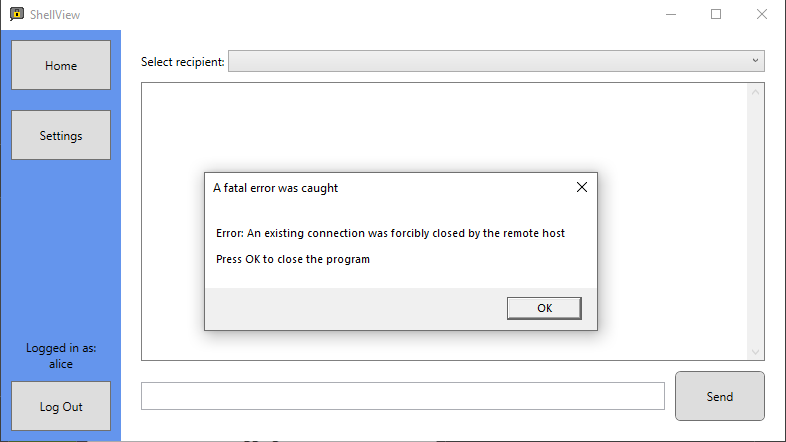 ShellView
Home
Settings
Select recipient:
A fatal error was caught
Error: An existing connection was forcibly closed by the remote host
Press OK to close the program
OK
Logged in as:
alice
Log Out
Send